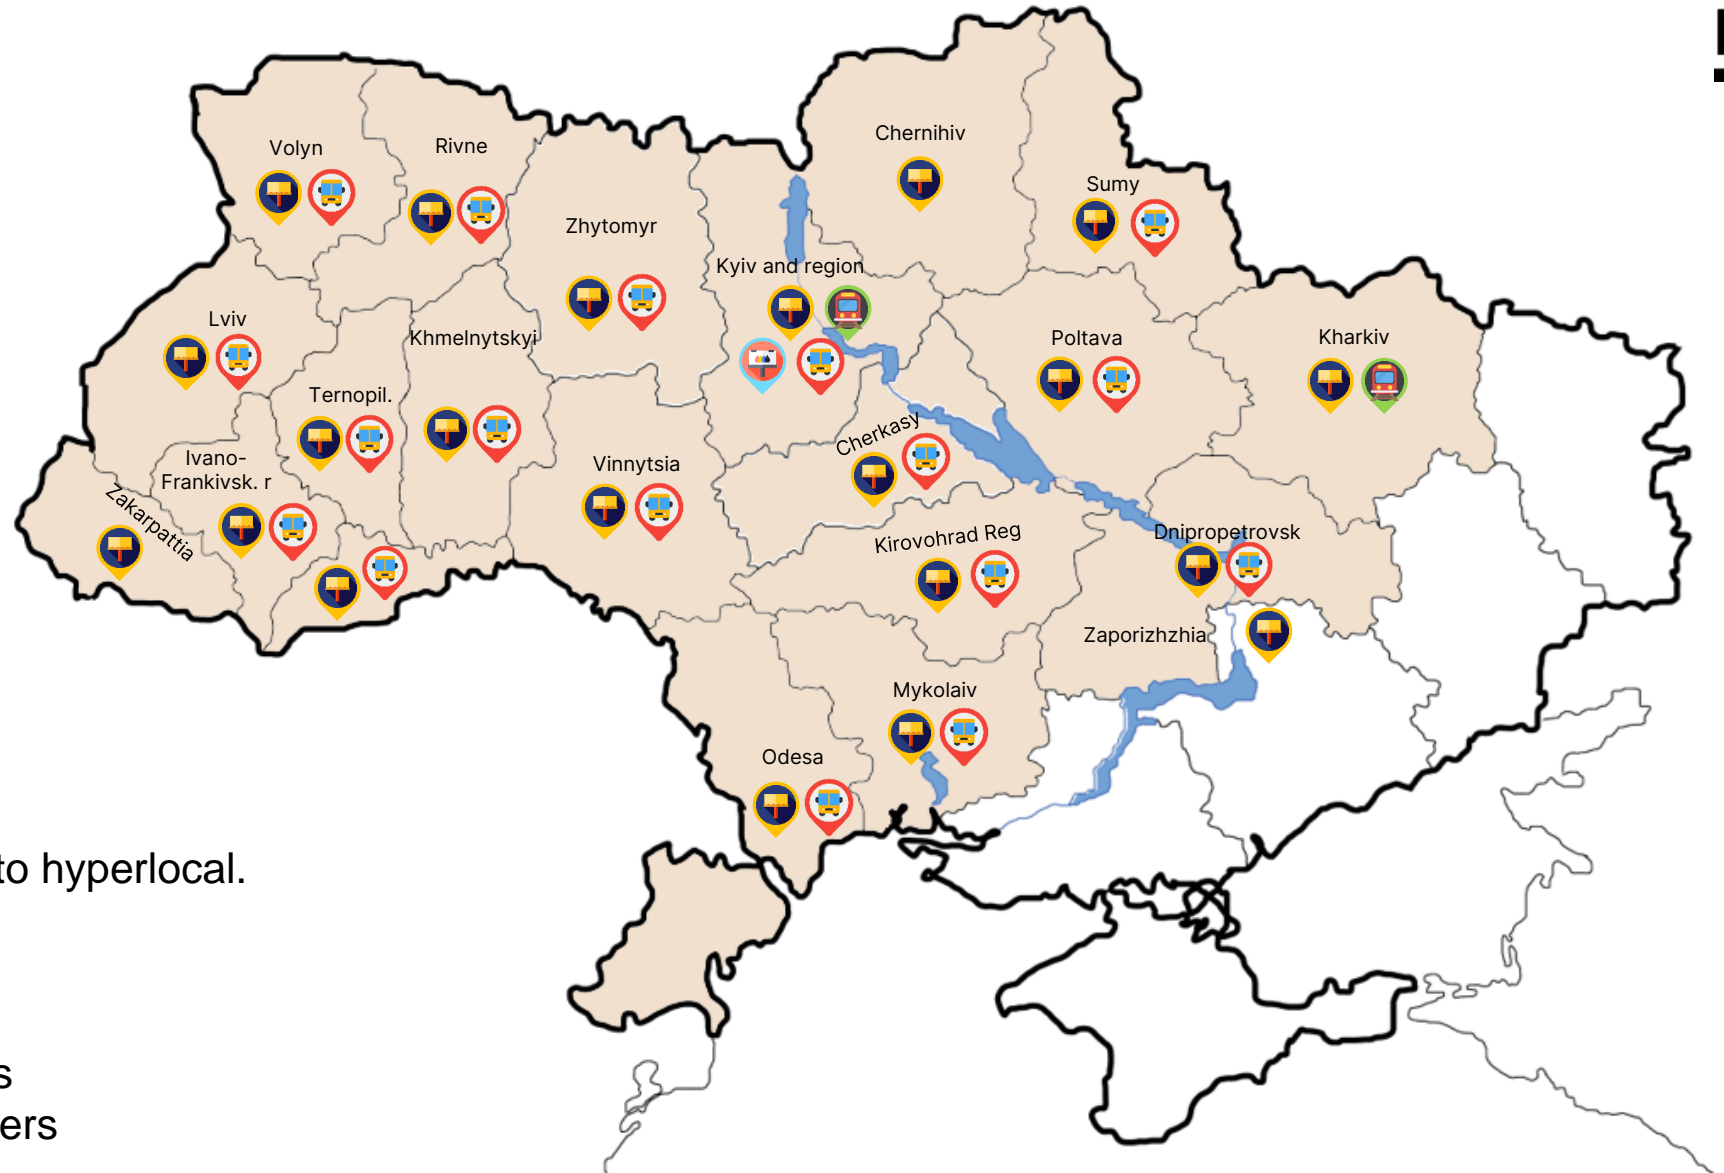 Chernihiv
Volyn
Rivne
Sumy
Zhytomyr
Kyiv and region
Lviv
Khmelnytskyi
Poltava
Kharkiv
Ternopil.
Cherkasy
Ivano-
Frankivsk. r
Vinnytsia
Zakarpattia
Kirovohrad Reg
Dnipropetrovsk
Zaporizhzhia
Mykolaiv
Odesa
to hyperlocal.
s
ers